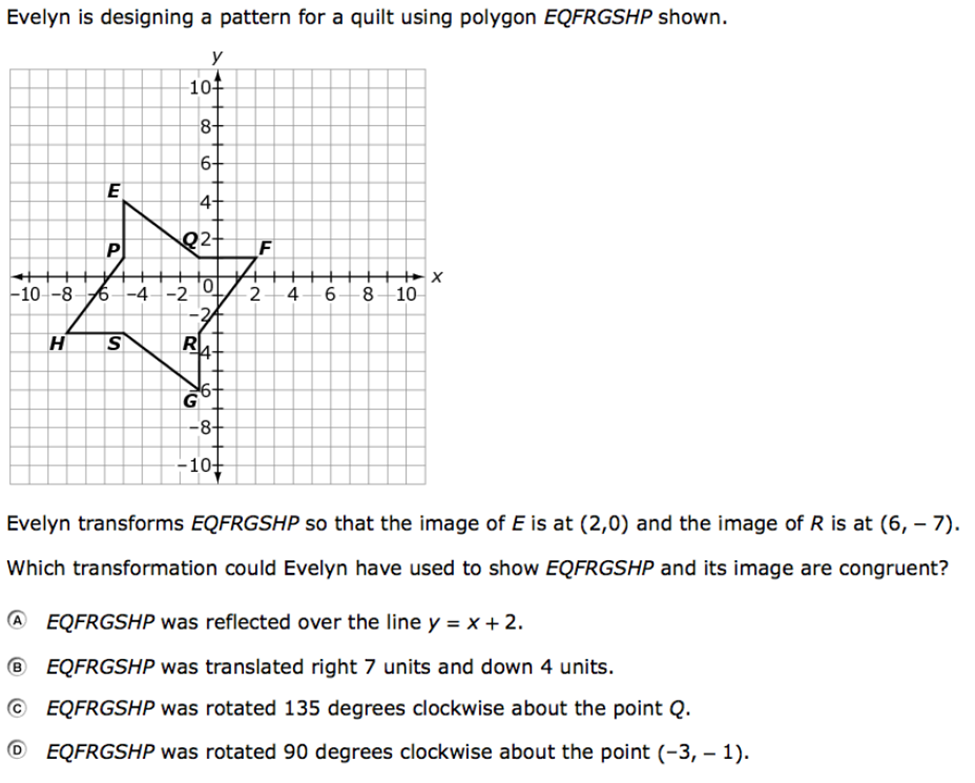 Evelyn is designing a pattern for a quilt using polygon EQFRGSHP shown.
y
10
8
6
E
4
Q 2
P F
x
-10 -8 -6 -4 -2 0 2 4 6 8 10
-2
H S R -4
G -6
-8
-10
Evelyn transforms EQFRGSHP so that the image of E is at (2,0) and the image of R is at (6, – 7).
Which transformation could Evelyn have used to show EQFRGSHP and its image are congruent?
A EQFRGSHP was reflected over the line y = x + 2.
B EQFRGSHP was translated right 7 units and down 4 units.
C EQFRGSHP was rotated 135 degrees clockwise about the point Q.
D EQFRGSHP was rotated 90 degrees clockwise about the point (−3, – 1).